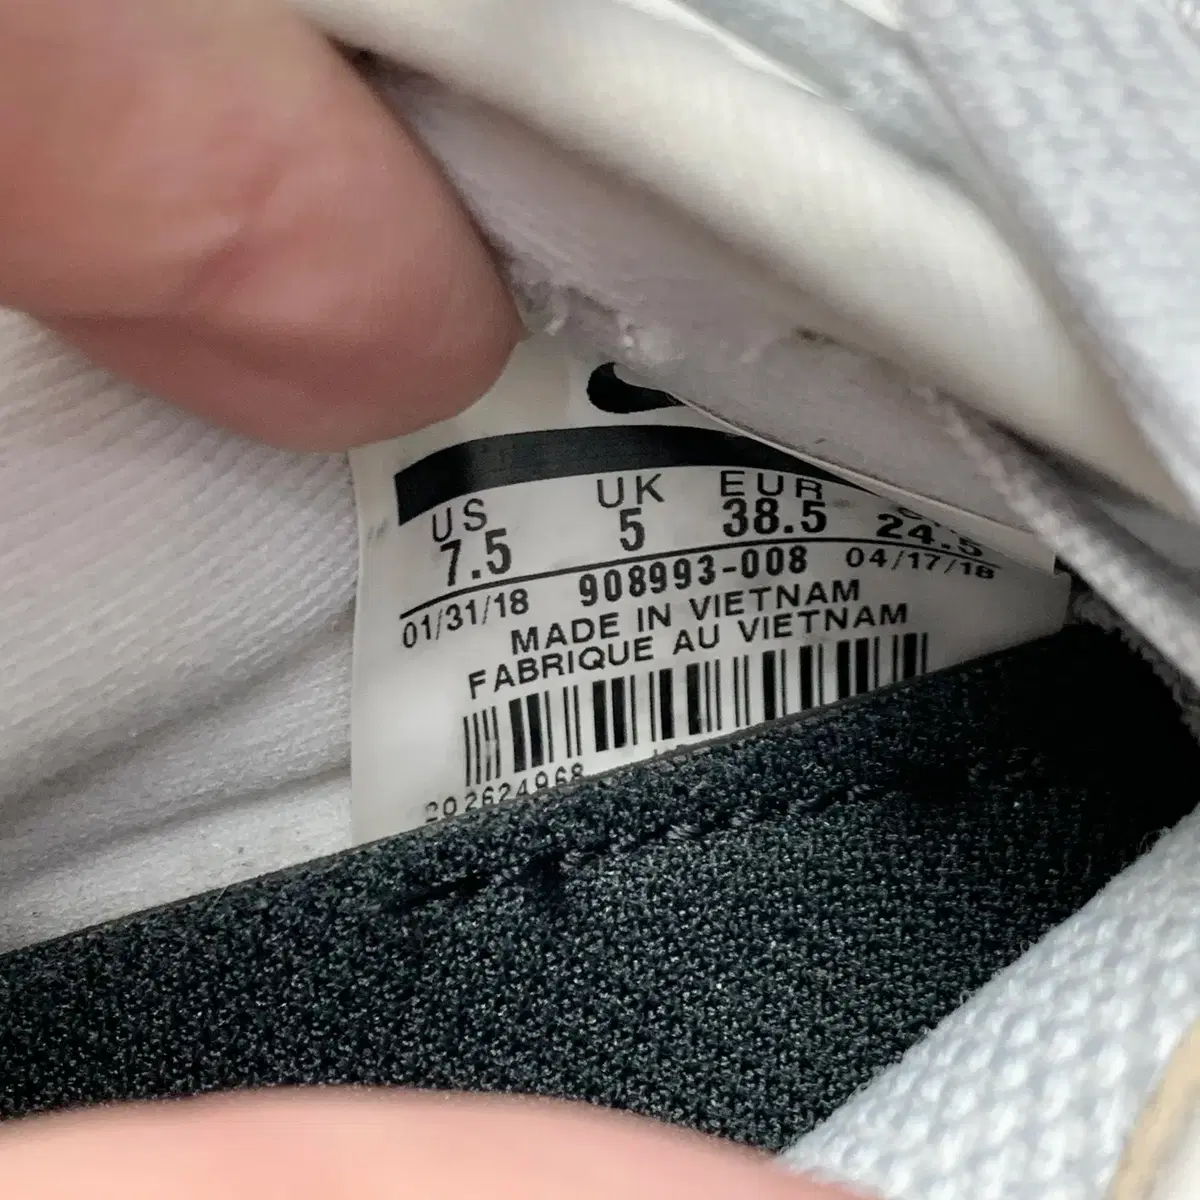 US UK EUR
7.5 5 38.5 24.5
01/31/18 908993-008 04/17/18
MADE IN VIETNAM
FABRIQUE AU VIETNAM
202624968